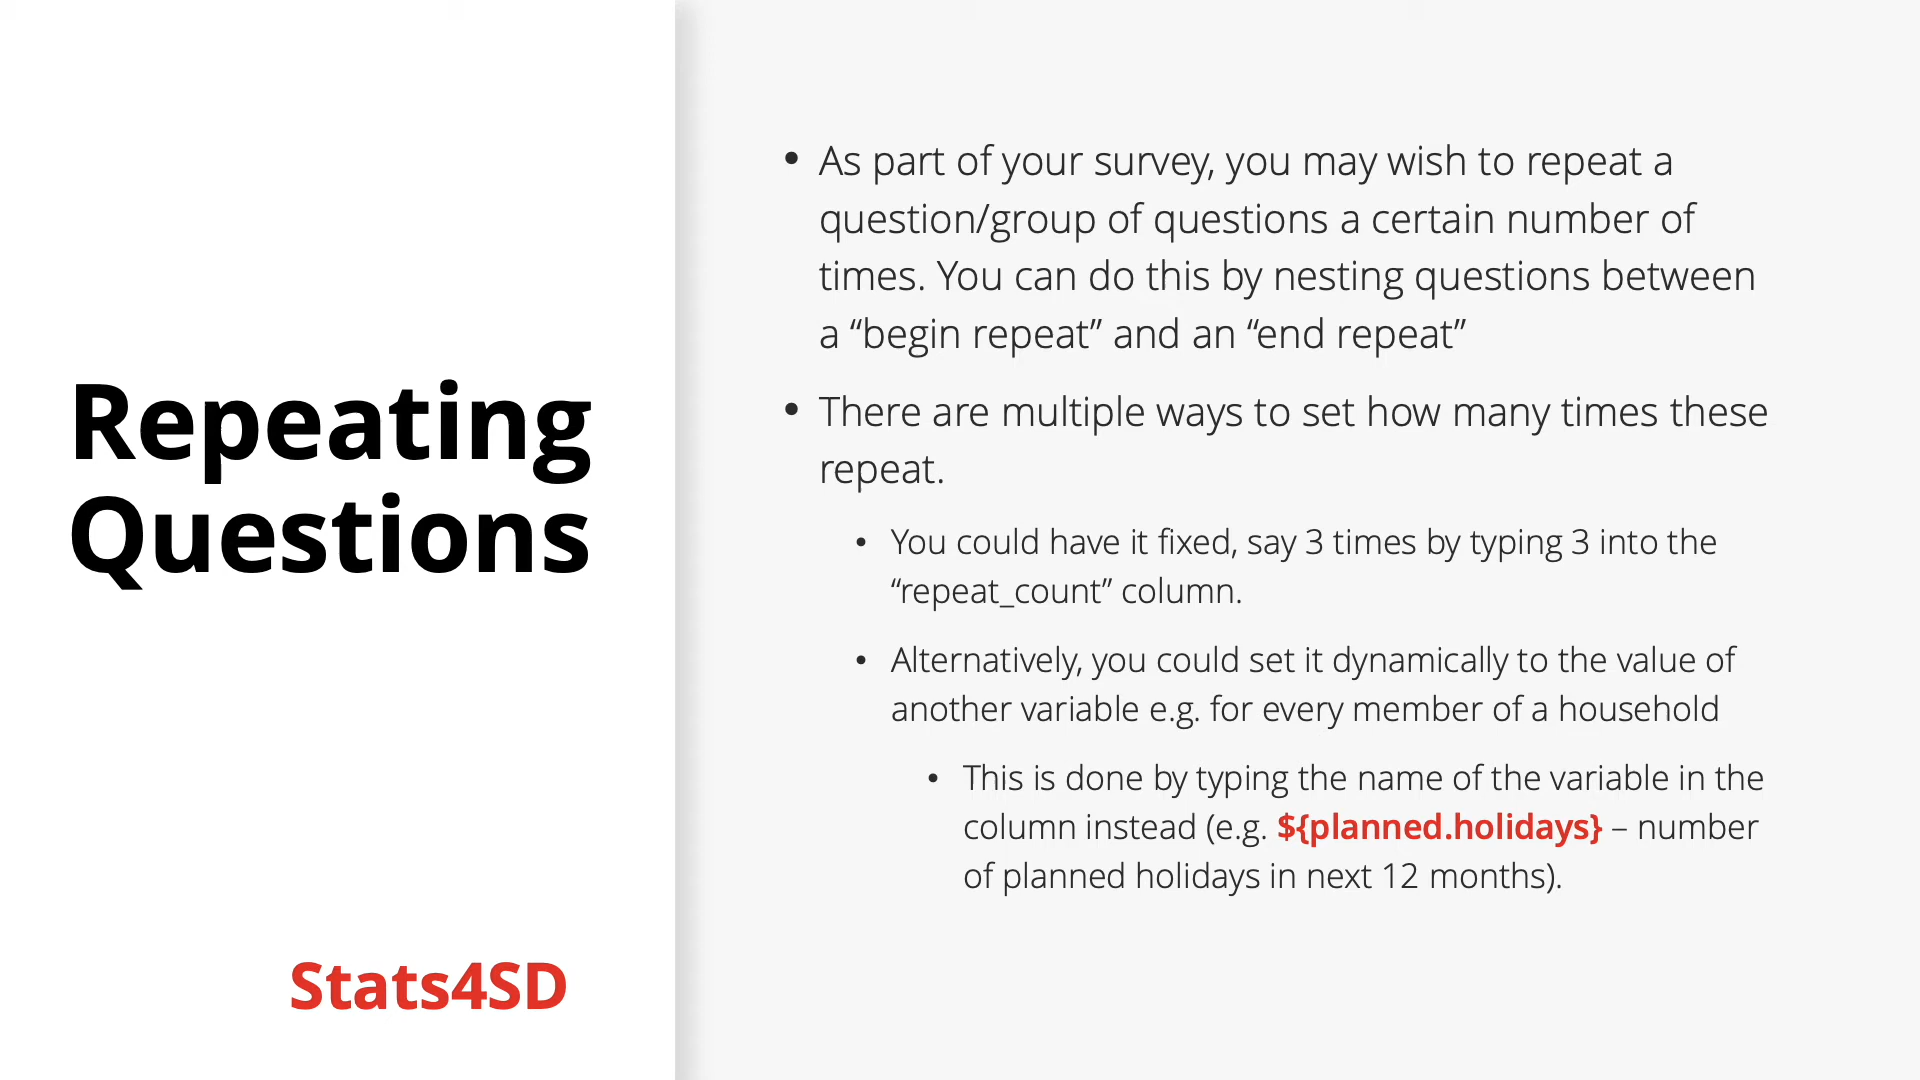 Repeating
Questions
Stats4SD
• As part of your survey, you may wish to repeat a
question/group of questions a certain number of
times. You can do this by nesting questions between
a “begin repeat” and an “end repeat”
• There are multiple ways to set how many times these
repeat.
• You could have it fixed, say 3 times by typing 3 into the
“repeat_count” column.
• Alternatively, you could set it dynamically to the value of
another variable e.g. for every member of a household
• This is done by typing the name of the variable in the
column instead (e.g. ${planned.holidays} – number
of planned holidays in next 12 months).